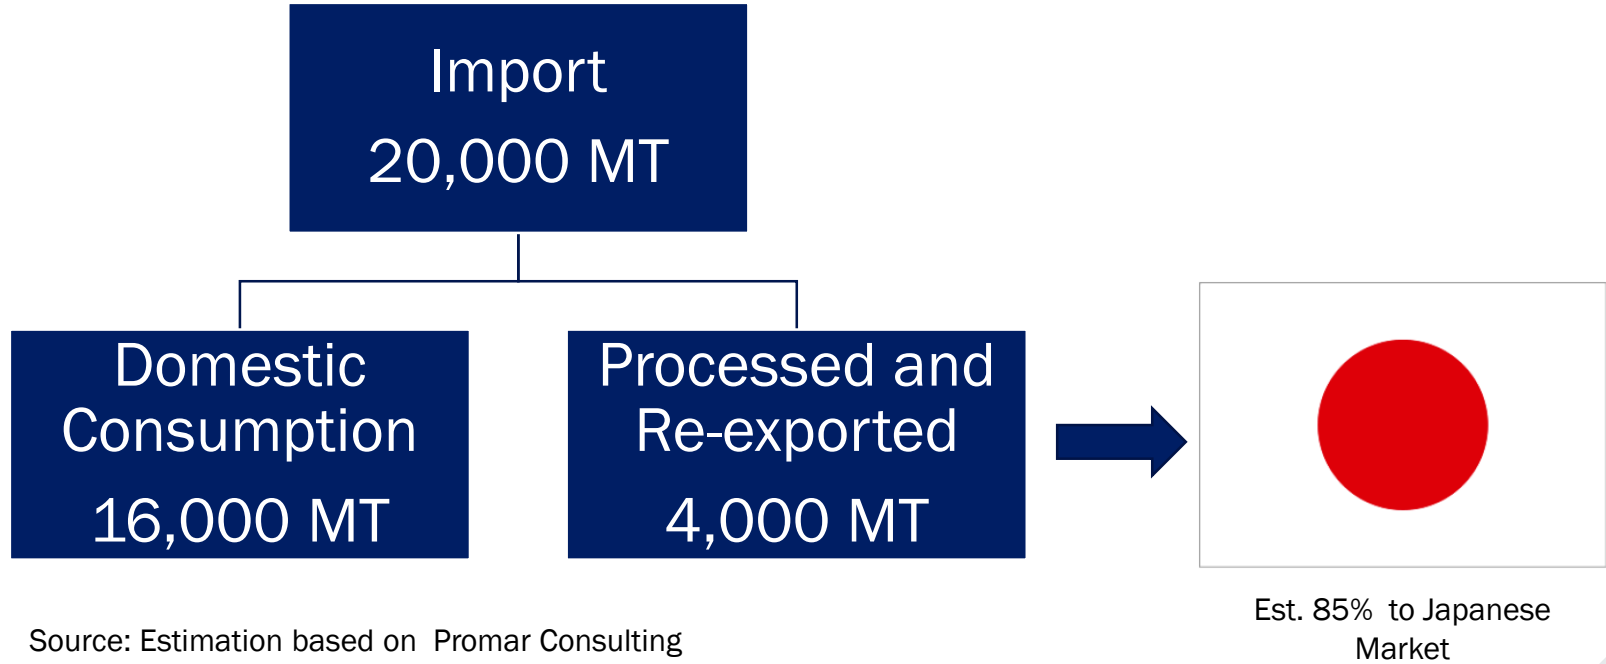 Import
20,000 MT
Domestic
Consumption
16,000 MT
Processed and
Re-exported
4,000 MT
Est. 85% to Japanese
Market
Source: Estimation based on Promar Consulting